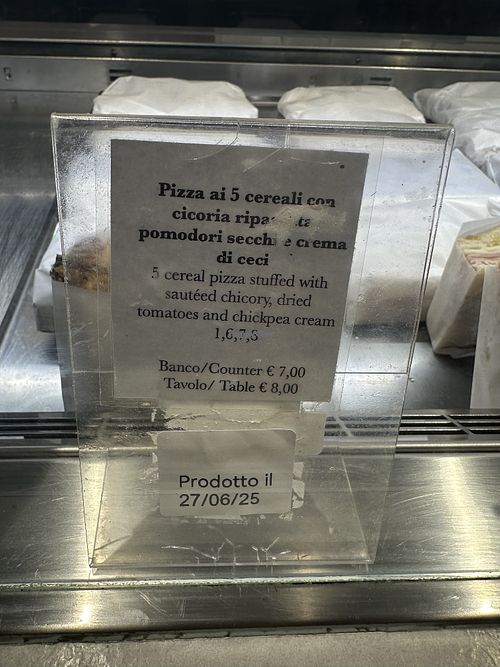 Pizza ai 5 cereali con
cicoria ripassata
pomodori secchi e crema
di ceci
5 cereal pizza stuffed with
sautéed chicory, dried
tomatoes and chickpea cream
1,6,7,8
Banco/Counter € 7,00
Tavolo/ Table € 8,00
Prodotto il
27/06/25